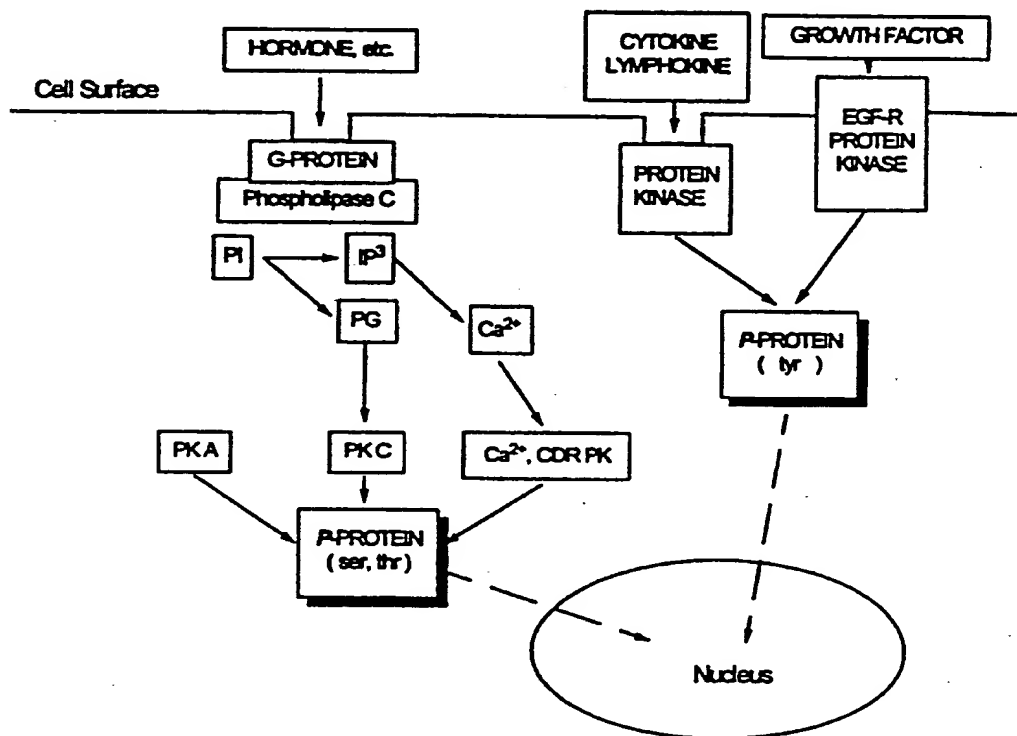 HORMONE, etc.
CYTOKINE
LYMPHOKINE
GROWTH FACTOR
Cell Surface
G-PROTEIN
Phospholipase C
PROTEIN
KINASE
EGF-R
PROTEIN
KINASE
PI
IP³
PG
Ca²⁺
P-PROTEIN
( tyr )
PKA
PKC
Ca²⁺, CDR PK
P-PROTEIN
( ser, thr )
Nucleus